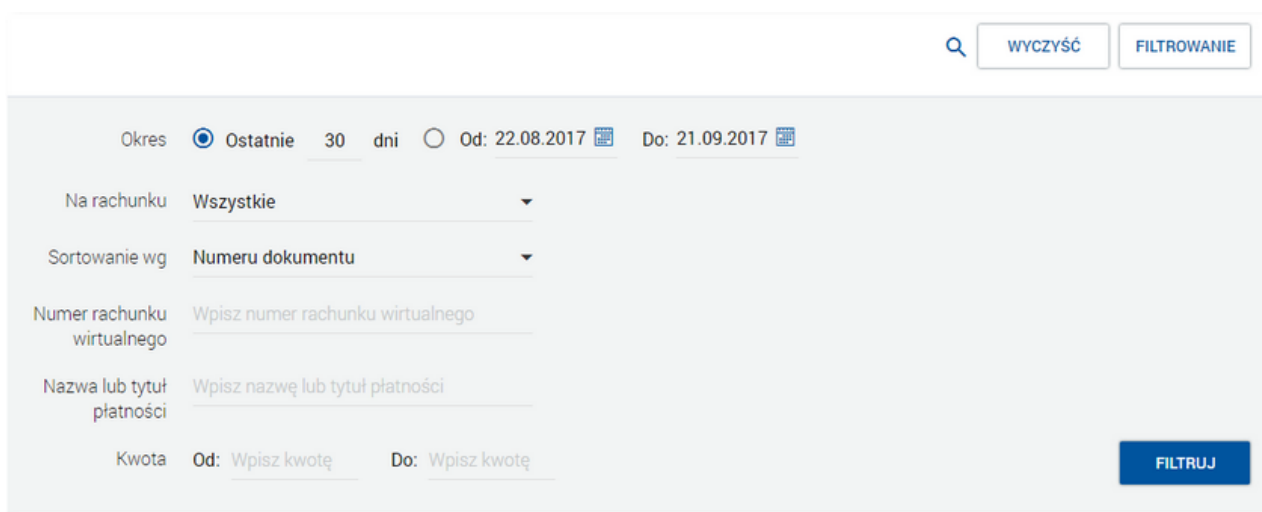 WYCZYŚĆ FILTROWANIE
Okres Ostatnie 30 dni Od: 22.08.2017 Do: 21.09.2017
Na rachunku Wszystkie
Sortowanie wg Numeru dokumentu
Numer rachunku Wpisz numer rachunku wirtualnego
wirtualnego
Nazwa lub tytuł Wpisz nazwę lub tytuł płatności
płatności
Kwota Od: Wpisz kwotę Do: Wpisz kwotę
FILTRUJ